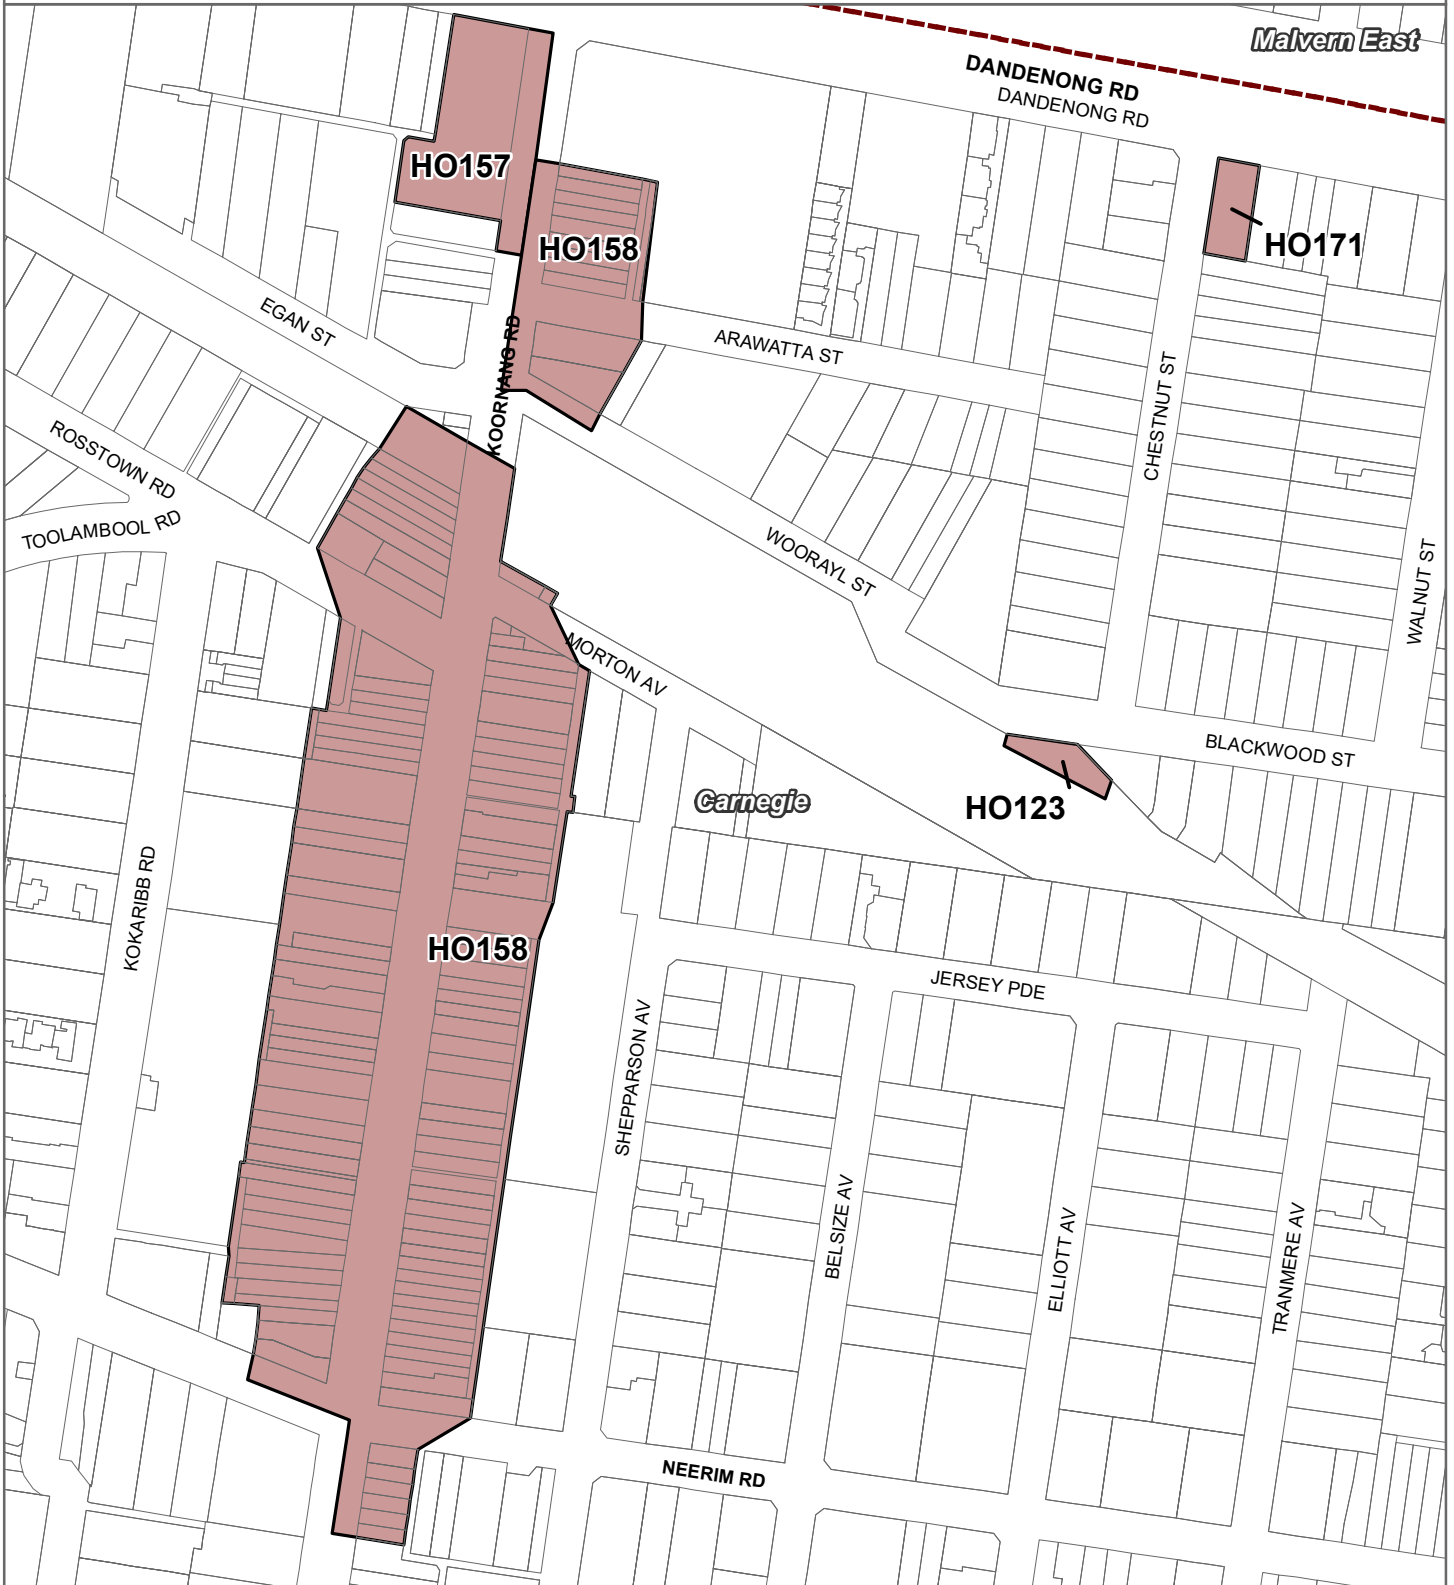 Malvern East
DANDENONG RD
DANDENONG RD
HO157
HO158
HO171
EGAN ST
KOORNANG RD
ARAWATTA ST
CHESTNUT ST
ROSSTOWN RD
TOOLAMBOOL RD
WOORAYL ST
WALNUT ST
MORTON AV
BLACKWOOD ST
Carnegie
HO123
KOKARIBB RD
HO158
JERSEY PDE
SHEPPARSON AV
BELSIZE AV
ELLIOTT AV
TRANMERE AV
NEERIM RD